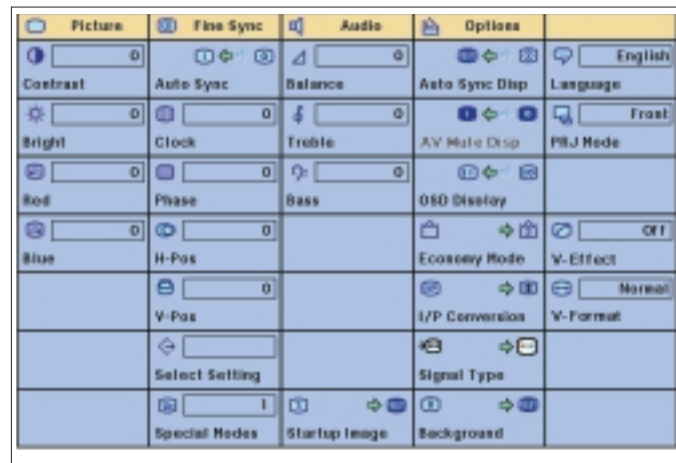 Picture Fine Sync Audio Options
0 0 English
Contrast Auto Sync Balance Auto Sync Disp Language
0 0 0 Front
Bright Clock Treble AV Mute Disp PRJ Mode
0 0 0
Red Phase Bass OSD Display
0 0 Off
Blue H-Pos Economy Mode V-Effect
0 Normal
V-Pos I/P Conversion V-Format
Select Setting Signal Type
1
Special Modes Startup Image Background